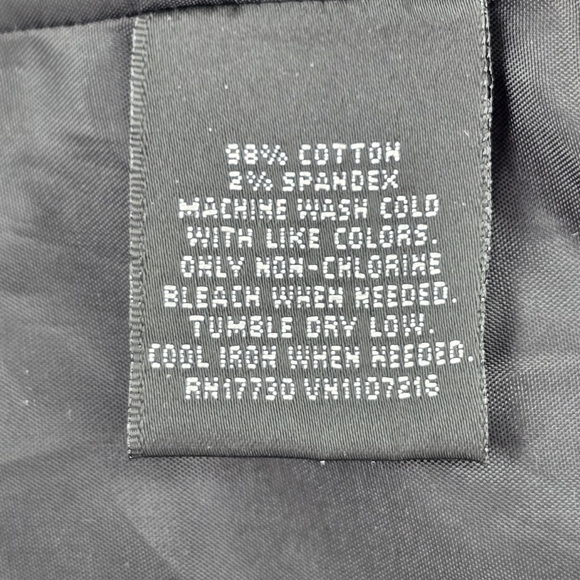 98% COTTON
2% SPANDEX
MACHINE WASH COLD
WITH LIKE COLORS.
ONLY NON-CHLORINE
BLEACH WHEN NEEDED.
TUMBLE DRY LOW.
COOL IRON WHEN NEEDED.
RN17730 VN1107216